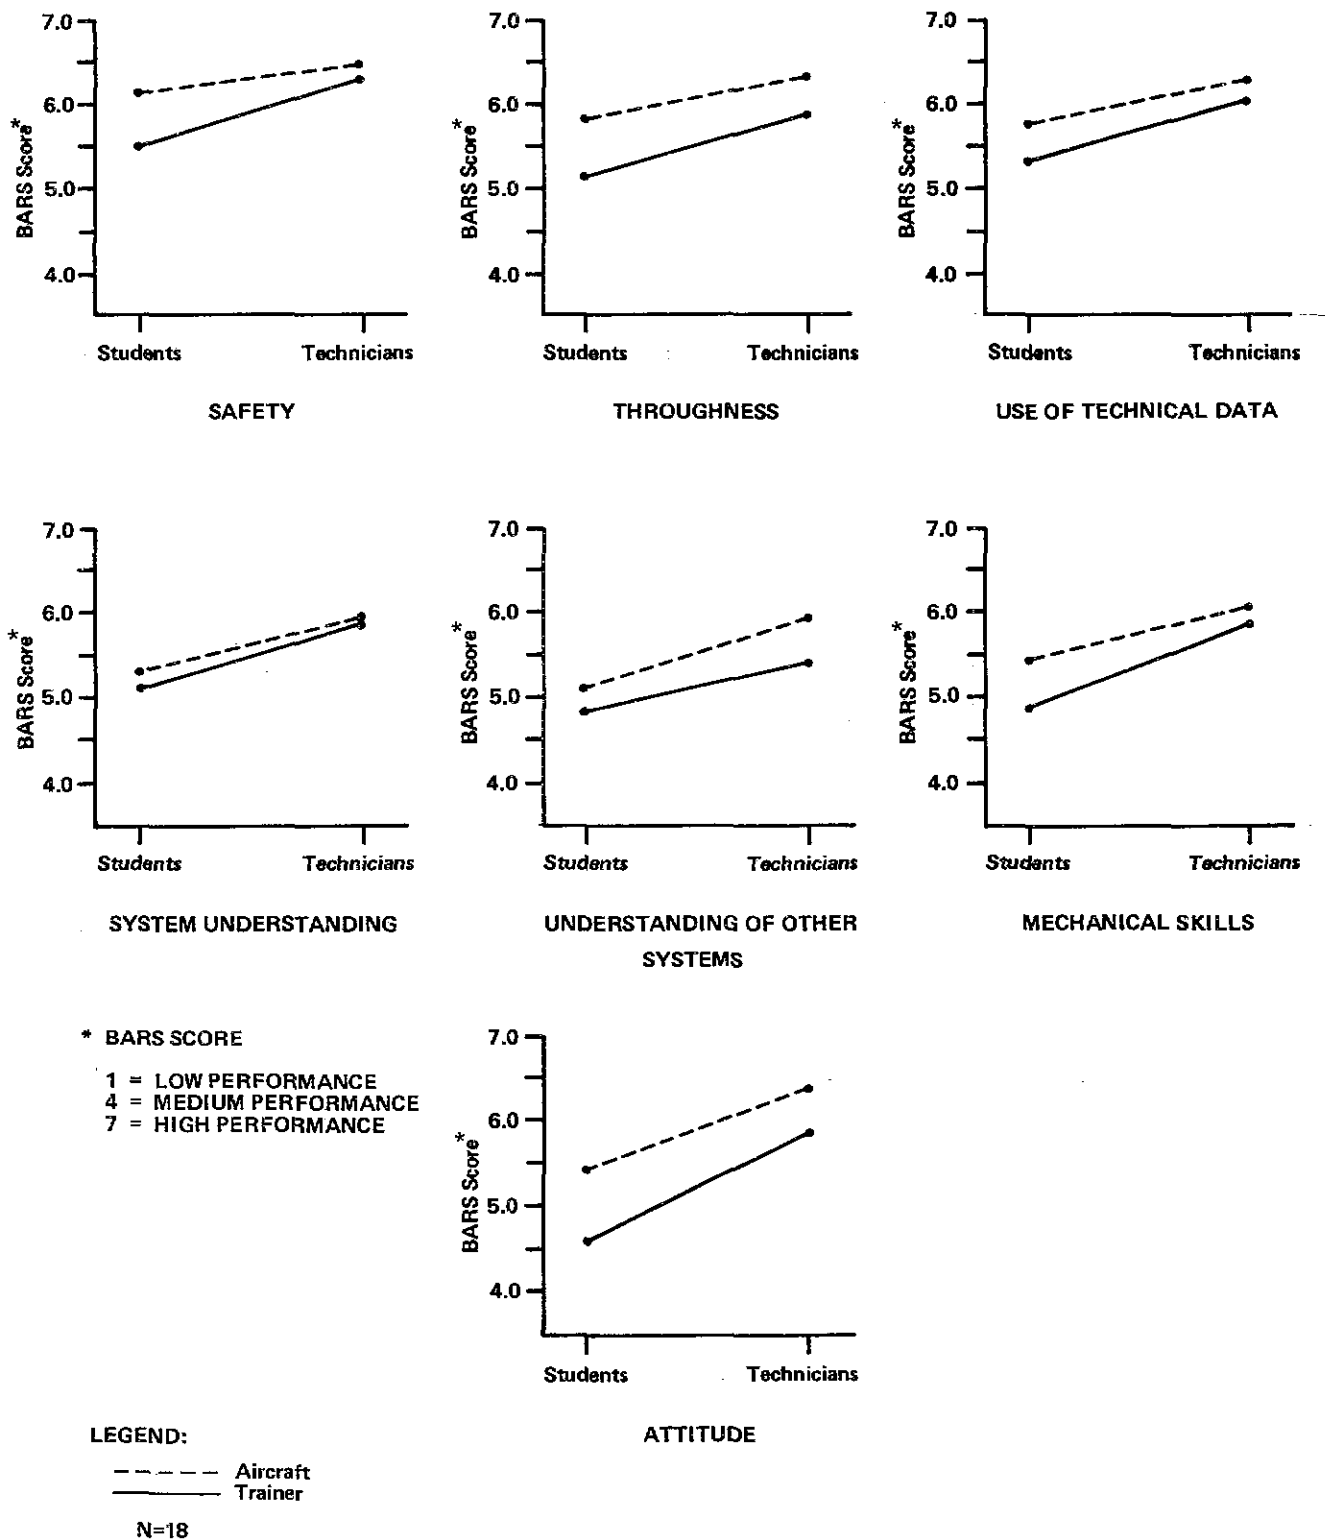 7.0
6.0
5.0
4.0
BARS Score*
Students Technicians
SAFETY
7.0
6.0
5.0
4.0
BARS Score*
Students Technicians
THROUGHNESS
7.0
6.0
5.0
4.0
BARS Score*
Students Technicians
USE OF TECHNICAL DATA
7.0
6.0
5.0
4.0
BARS Score*
Students Technicians
SYSTEM UNDERSTANDING
7.0
6.0
5.0
4.0
BARS Score*
Students Technicians
UNDERSTANDING OF OTHER
SYSTEMS
7.0
6.0
5.0
4.0
BARS Score*
Students Technicians
MECHANICAL SKILLS
* BARS SCORE
1 = LOW PERFORMANCE
4 = MEDIUM PERFORMANCE
7 = HIGH PERFORMANCE
7.0
6.0
5.0
4.0
BARS Score*
Students Technicians
ATTITUDE
LEGEND:
Aircraft
Trainer
N=18